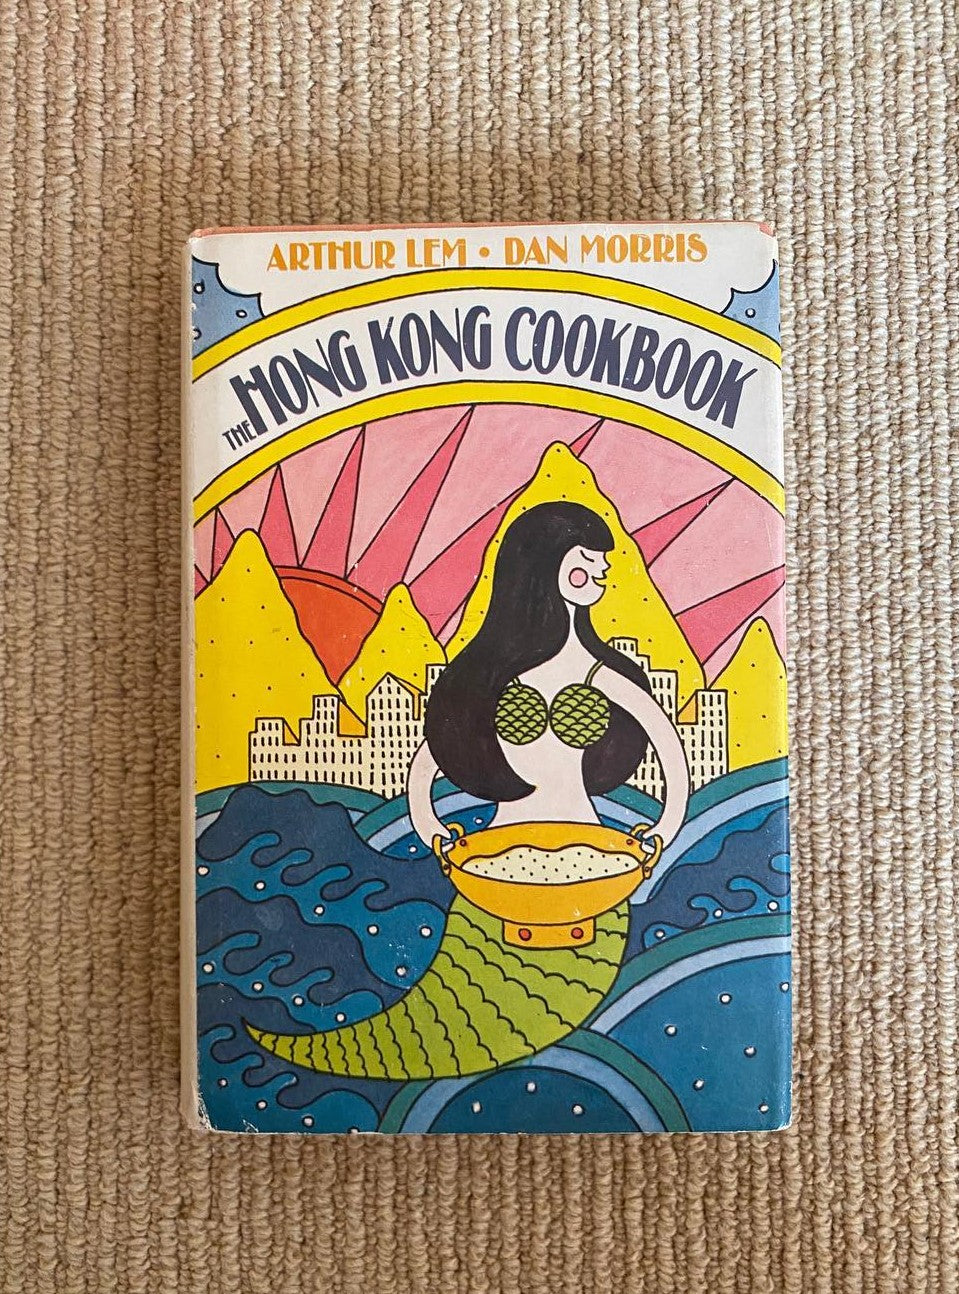 ARTHUR LEM • DAN MORRIS
THE HONG KONG COOKBOOK